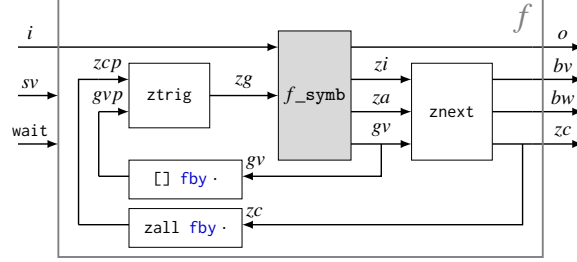 f
i
o
zcp
zi
bv
sv
gvp
ztrig
zg
f_symb
za
znext
bw
wait
gv
zc
[] fby ·
gv
zall fby ·
zc